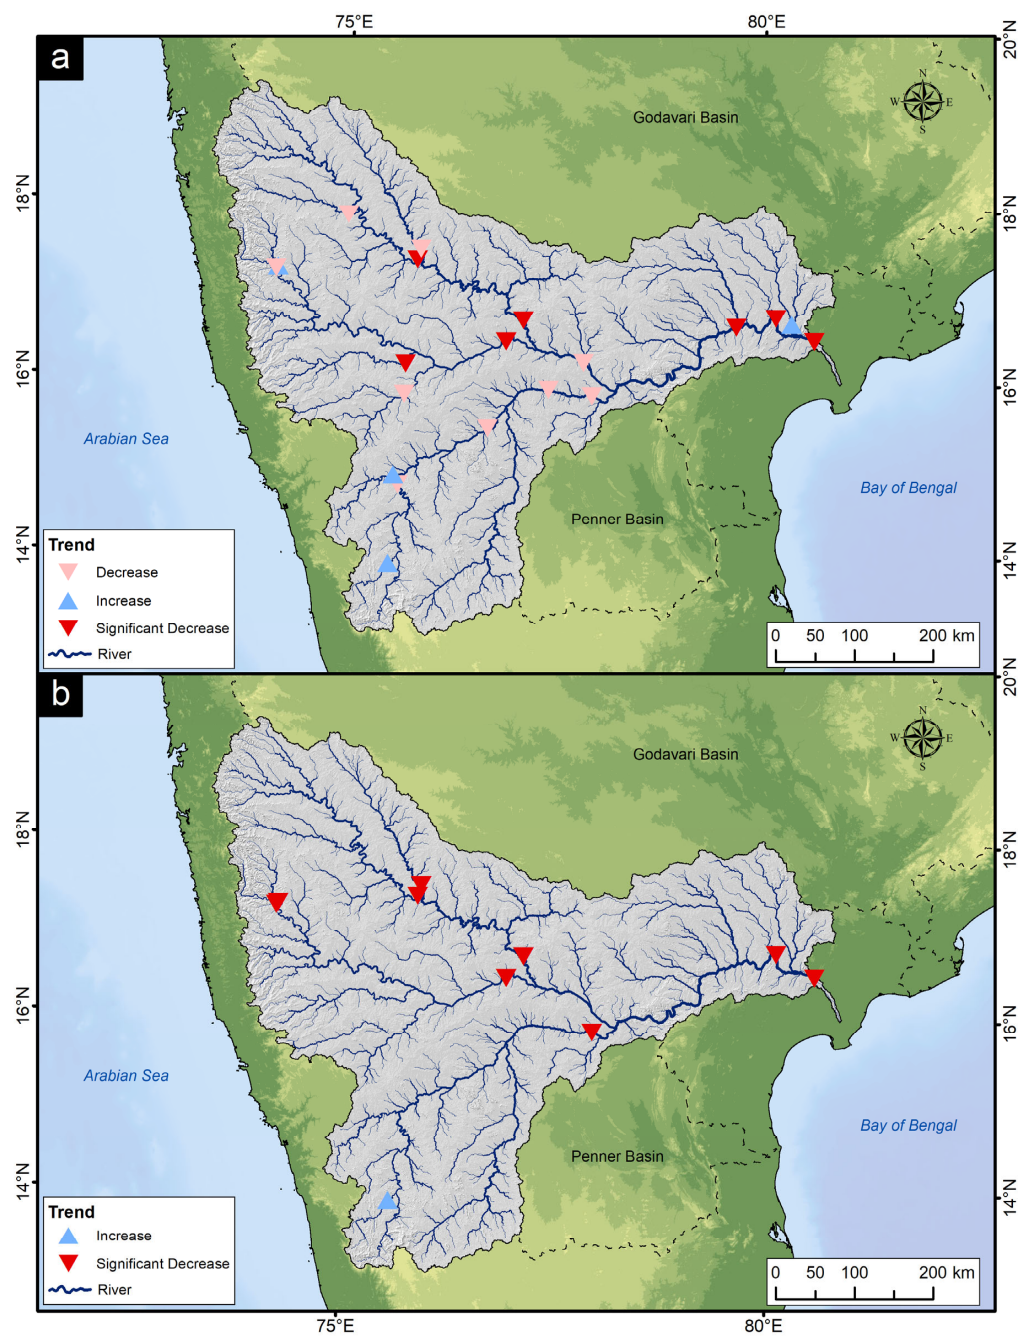 75°E
80°E
a
20°N
N
W
E
S
Godavari Basin
18°N
18°N
16°N
16°N
Arabian Sea
Bay of Bengal
Penner Basin
14°N
14°N
Trend
Decrease
Increase
Significant Decrease
River
0 50 100 200 km
b
20°N
N
W
E
S
Godavari Basin
18°N
18°N
16°N
16°N
Arabian Sea
Bay of Bengal
Penner Basin
14°N
14°N
Trend
Increase
Significant Decrease
River
0 50 100 200 km
75°E
80°E